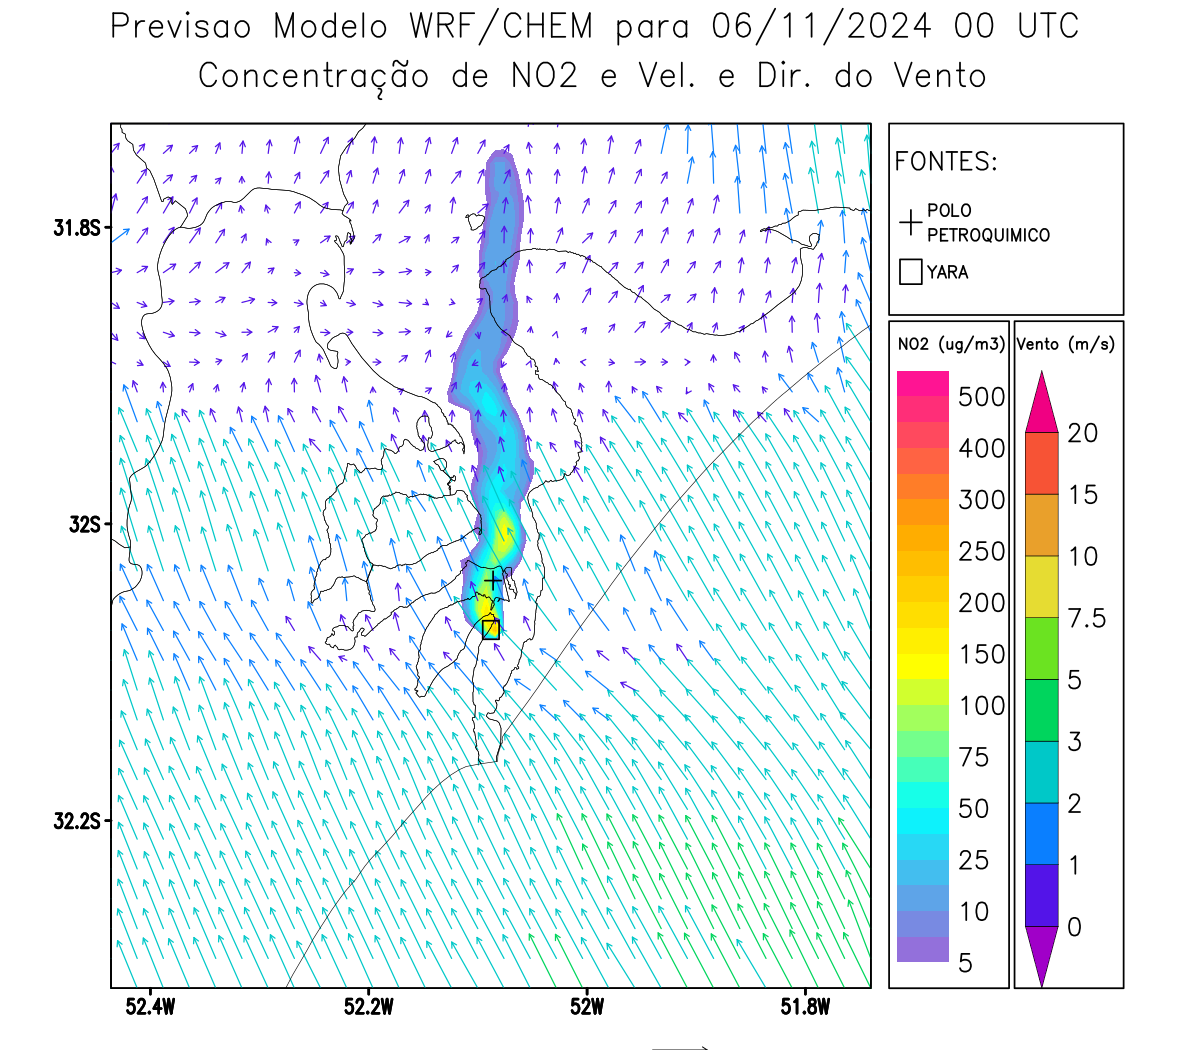 Previsao Modelo WRF/CHEM para 06/11/2024 00 UTC
Concentração de NO2 e Vel. e Dir. do Vento
FONTES:
POLO
PETROQUIMICO
YARA
NO2 (ug/m3)
500
400
300
250
200
150
100
75
50
25
10
5
Vento (m/s)
20
15
10
7.5
5
3
2
1
0
31.8S
32S
32.2S
52.4W
52.2W
52W
51.8W